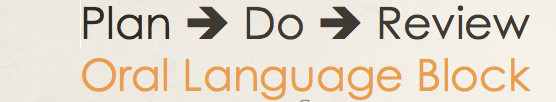 Plan ➔ Do ➔ Review
Oral Language Block